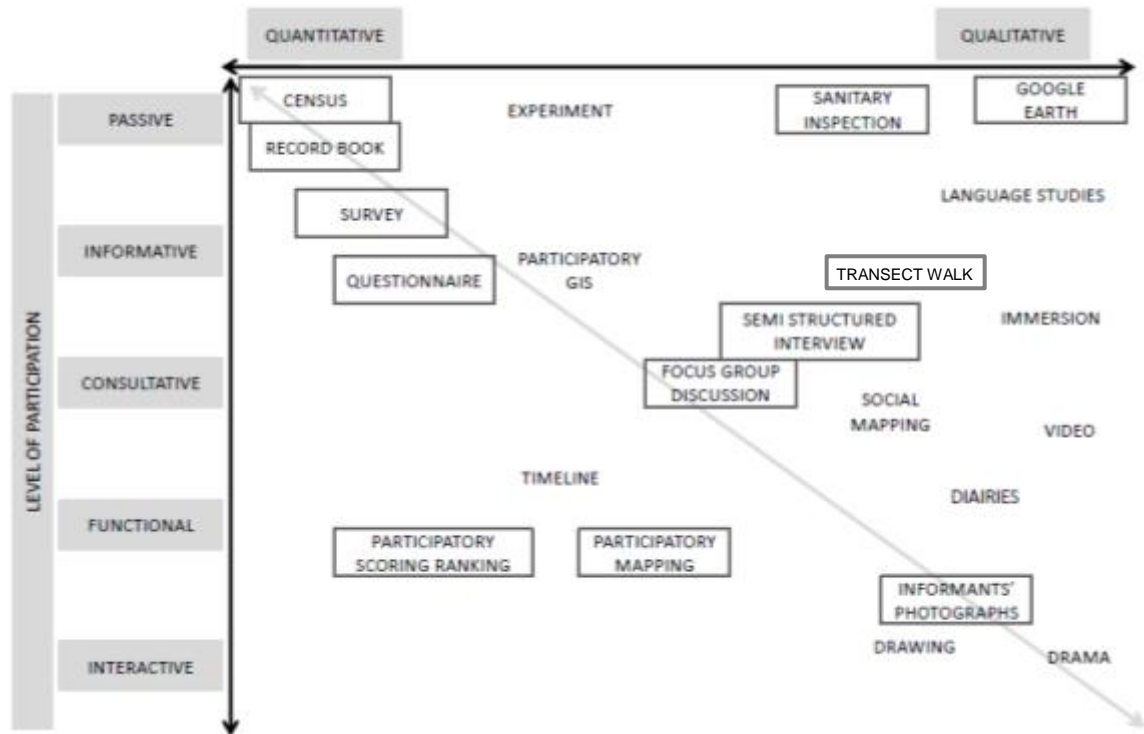 QUANTITATIVE
QUALITATIVE
LEVEL OF PARTICIPATION
PASSIVE
CENSUS
EXPERIMENT
SANITARY
INSPECTION
GOOGLE
EARTH
RECORD BOOK
LANGUAGE STUDIES
SURVEY
INFORMATIVE
PARTICIPATORY
GIS
TRANSECT WALK
QUESTIONNAIRE
SEMI STRUCTURED
INTERVIEW
IMMERSION
CONSULTATIVE
FOCUS GROUP
DISCUSSION
SOCIAL
MAPPING
VIDEO
TIMELINE
DIAIRIES
FUNCTIONAL
PARTICIPATORY
SCORING RANKING
PARTICIPATORY
MAPPING
INFORMANTS'
PHOTOGRAPHS
DRAWING
DRAMA
INTERACTIVE